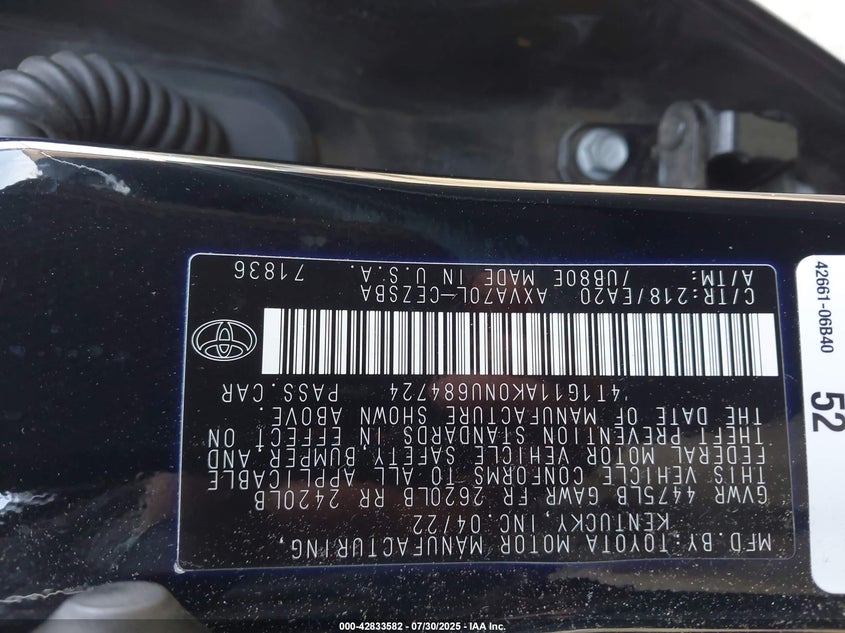 MFD. BY: TOYOTA MOTOR MANUFACTURING,
KENTUCKY, INC. 04/22
GVWR 4475LB GAWR FR 2620LB RR 2420LB
THIS VEHICLE CONFORMS TO ALL APPLICABLE
FEDERAL MOTOR VEHICLE SAFETY, BUMPER, AND
THEFT PREVENTION STANDARDS IN EFFECT ON
THE DATE OF MANUFACTURE SHOWN ABOVE.
4T1G11AK0NU684724 PASS. CAR
C/TR: 218/EA20 AXVA70L-CEZSBA
A/TM: /UB80E MADE IN U.S.A. 71836
42661-06B40
52
000-42833582 - 07/30/2025 - IAA Inc.